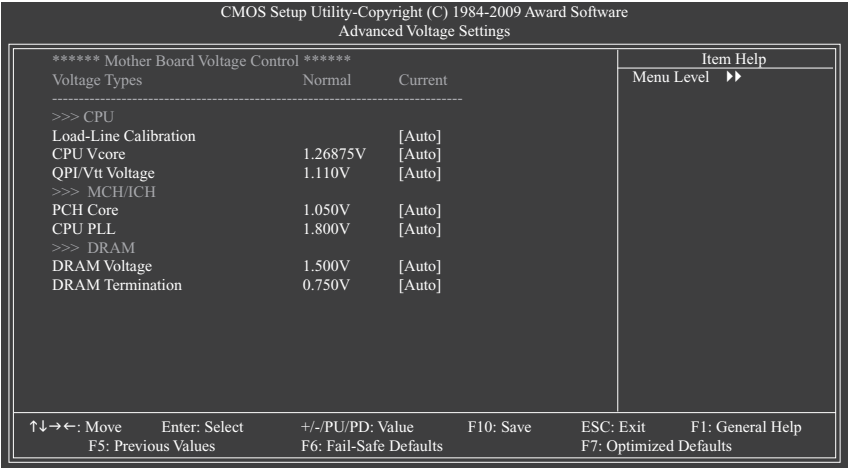 CMOS Setup Utility-Copyright (C) 1984-2009 Award Software
Advanced Voltage Settings
****** Mother Board Voltage Control ******
Voltage Types Normal Current
--------------------------------------------------------------------------------
>>> CPU
Load-Line Calibration [Auto]
CPU Vcore 1.26875V [Auto]
QPI/Vtt Voltage 1.110V [Auto]
>>> MCH/ICH
PCH Core 1.050V [Auto]
CPU PLL 1.800V [Auto]
>>> DRAM
DRAM Voltage 1.500V [Auto]
DRAM Termination 0.750V [Auto]
Item Help
Menu Level ▶▶
↑↓→←: Move Enter: Select +/-/PU/PD: Value F10: Save ESC: Exit F1: General Help
F5: Previous Values F6: Fail-Safe Defaults F7: Optimized Defaults